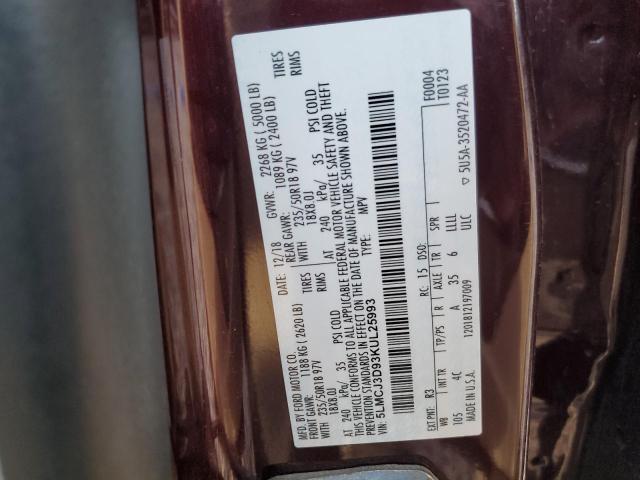 MFD. BY FORD MOTOR CO.
DATE: 12/18 GVWR: 2268 KG ( 5000 LB)
FRONT GAWR: 1188 KG ( 2620 LB) REAR GAWR: 1089 KG ( 2400 LB)
WITH 235/50R18 97V TIRES WITH 235/50R18 97V TIRES
18X8.0J RIMS 18X8.0J RIMS
AT 240 kPa/ 35 PSI COLD AT 240 kPa/ 35 PSI COLD
THIS VEHICLE CONFORMS TO ALL APPLICABLE FEDERAL MOTOR VEHICLE SAFETY AND THEFT
PREVENTION STANDARDS IN EFFECT ON THE DATE OF MANUFACTURE SHOWN ABOVE.
VIN: 5LMCJ3D93KUL25993 TYPE: MPV
F0004
T0123
EXT PNT: R3 RC: 15 DSO:
WB INT TR TP/PS R AXLE TR SPR
105 4C A 35 6 LLLL
MADE IN U.S.A. 1201812197009 ULC
5U5A-3520472-AA